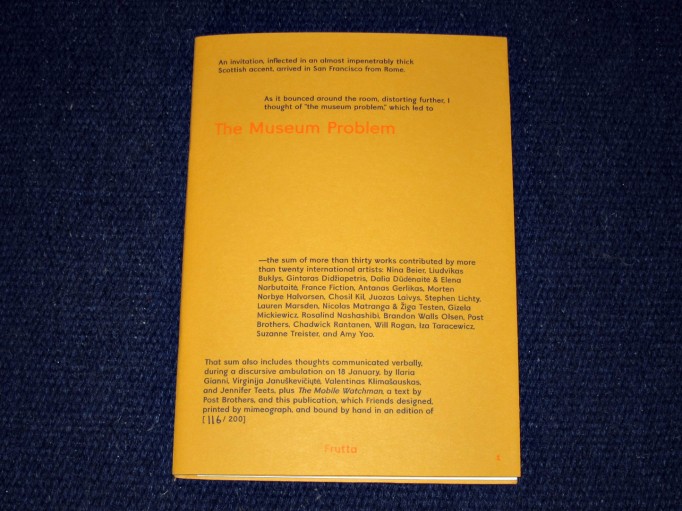 An invitation, inflected in an almost impenetrably thick
Scottish accent, arrived in San Francisco from Rome.
As it bounced around the room, distorting further, I
thought of "the museum problem," which led to
The Museum Problem
—the sum of more than thirty works contributed by more
than twenty international artists: Nina Beier, Liudvikas
Buklys, Gintaras Didžiapetris, Dalia Dūdėnaitė & Elena
Narbutaitė, France Fiction, Antanas Gerlikas, Morten
Norbye Halvorsen, Chosil Kil, Juozas Laivys, Stephen Lichty,
Lauren Marsden, Nicolas Matranga & Žiga Testen, Gizela
Mickiewicz, Rosalind Nashashibi, Brandon Walls Olsen, Post
Brothers, Chadwick Rantanen, Will Rogan, Iza Tarasewicz,
Suzanne Treister, and Amy Yao.
That sum also includes thoughts communicated verbally,
during a discursive ambulation on 18 January, by Ilaria
Gianni, Virginija Januškevičiūtė, Valentinas Klimašauskas,
and Jennifer Teets, plus The Mobile Watchman, a text by
Post Brothers, and this publication, which Friends designed,
printed by mimeograph, and bound by hand in an edition of
[116/ 200]
Frutta
1